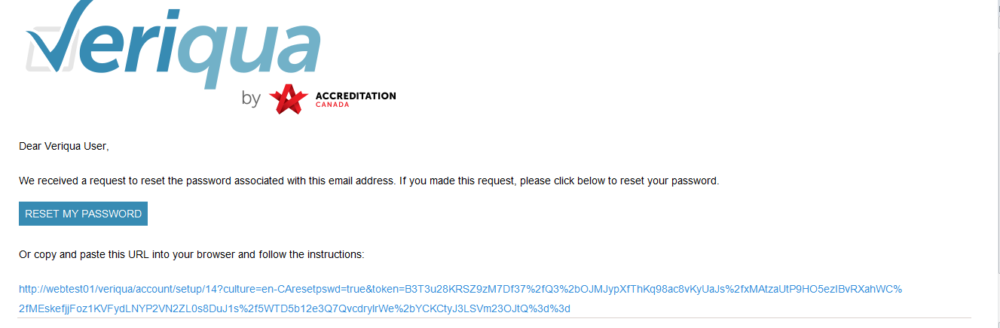 Veriqua
by ACCREDITATION
CANADA
Dear Veriqua User,
We received a request to reset the password associated with this email address. If you made this request, please click below to reset your password.
RESET MY PASSWORD
Or copy and paste this URL into your browser and follow the instructions:
http://webtest01/veriqua/account/setup/14?culture=en-CAresetpswd=true&token=B3T3u28KRSZ9zM7Df37%2fQ3%2bOJMJypXfThKq98ac8vKyUaJs%2fxMAtzaUtP9HO5ezIBvRXahWC%
2fMEskefjjFoz1KVFydLNYP2VN2ZL0s8DuJ1s%2f5WTD5b12e3Q7QvcdrylrWe%2bYCKCtyJ3LSVm23OJtQ%3d%3d